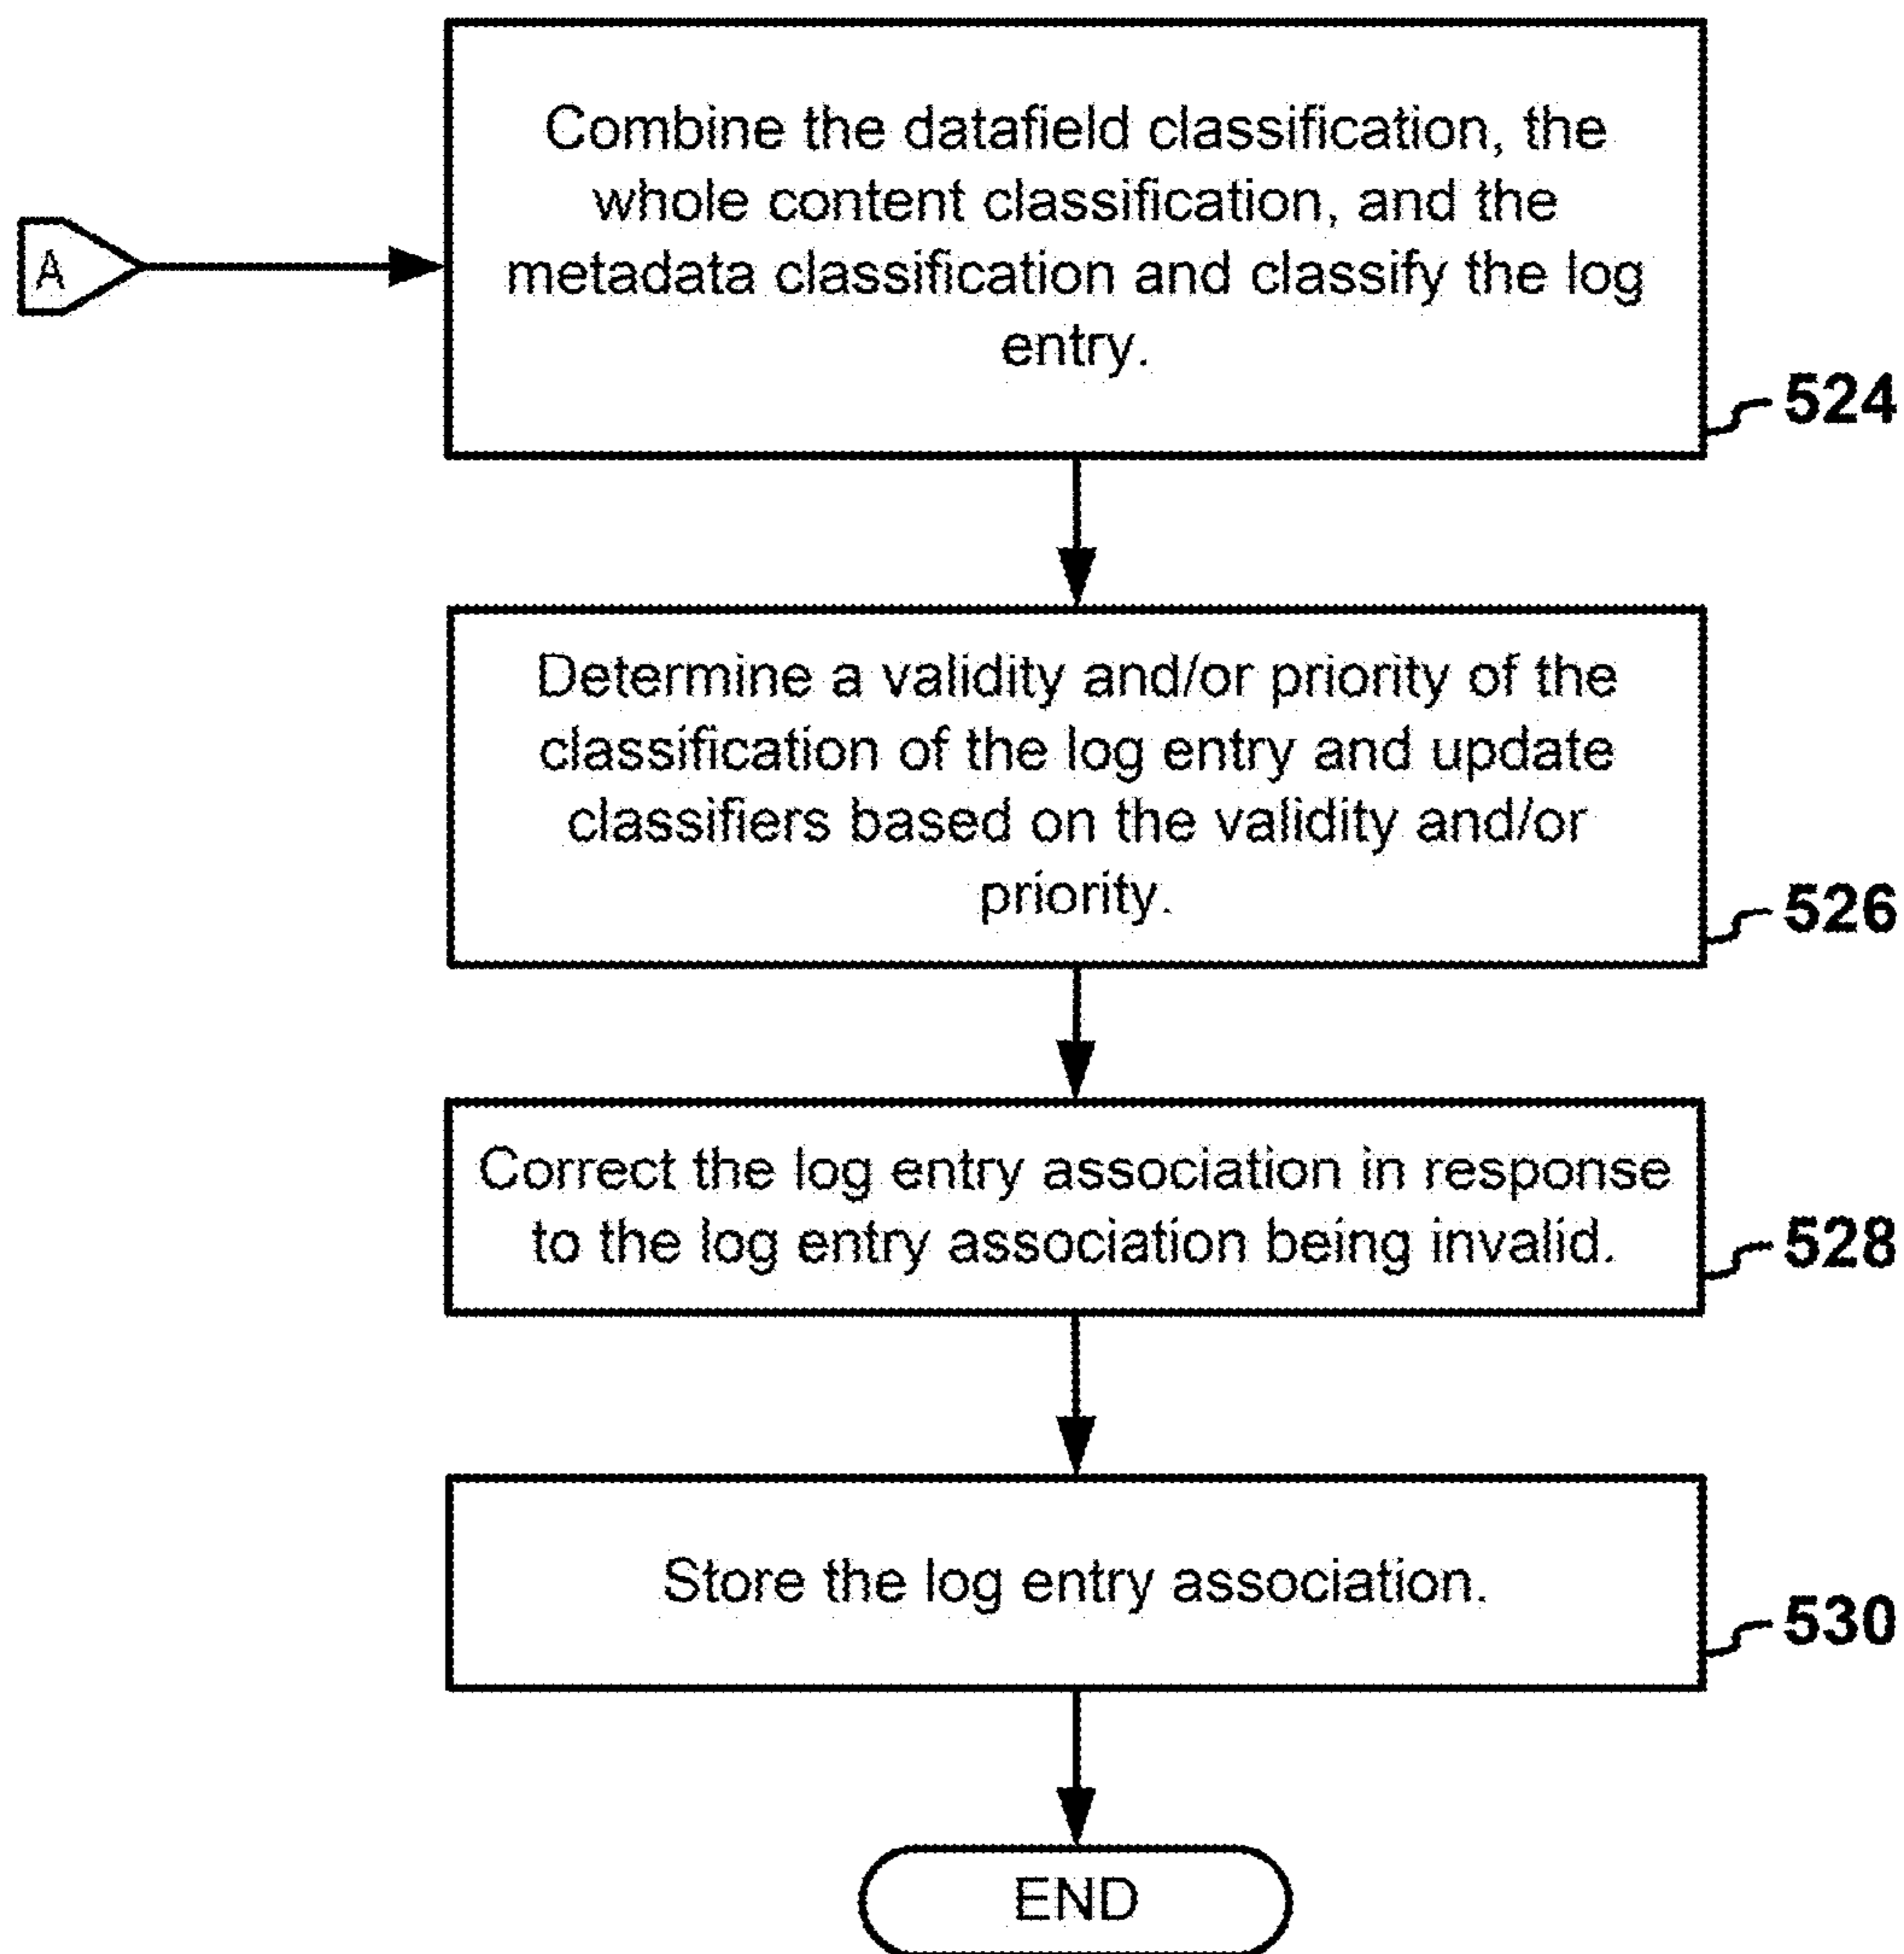 Combine the datafield classification, the
whole content classification, and the
A
metadata classification and classify the log
entry.
524
Determine a validity and/or priority of the
classification of the log entry and update
classifiers based on the validity and/or
priority.
526
Correct the log entry association in response
to the log entry association being invalid.
528
Store the log entry association.
530
END